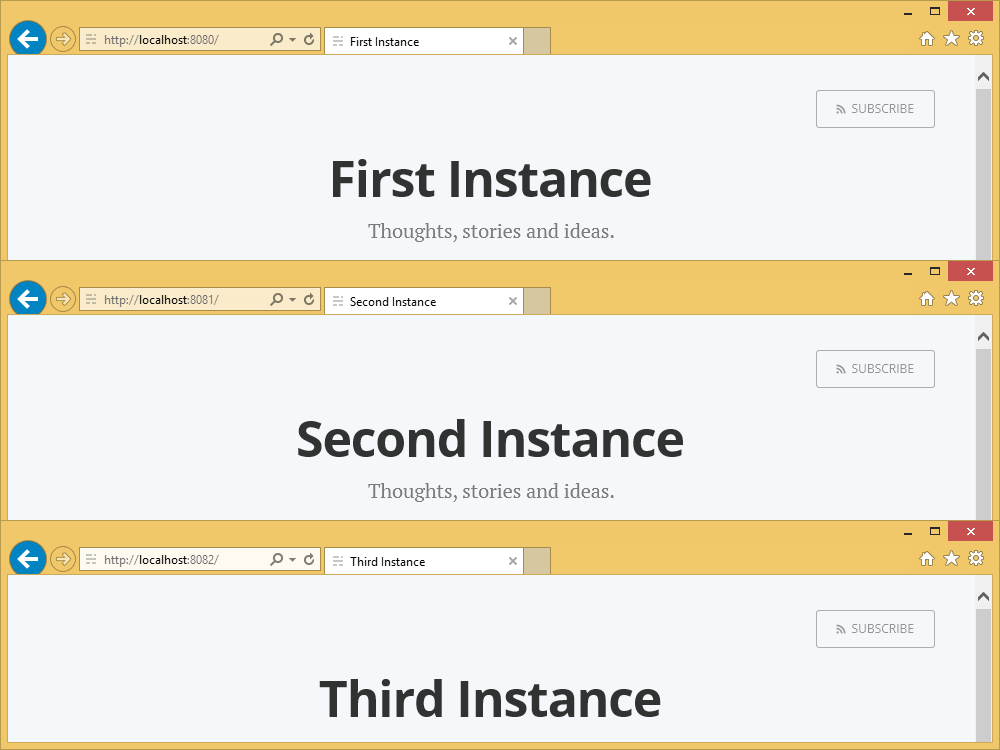 http://localhost:8080/ First Instance
SUBSCRIBE
First Instance
Thoughts, stories and ideas.
http://localhost:8081/ Second Instance
SUBSCRIBE
Second Instance
Thoughts, stories and ideas.
http://localhost:8082/ Third Instance
SUBSCRIBE
Third Instance